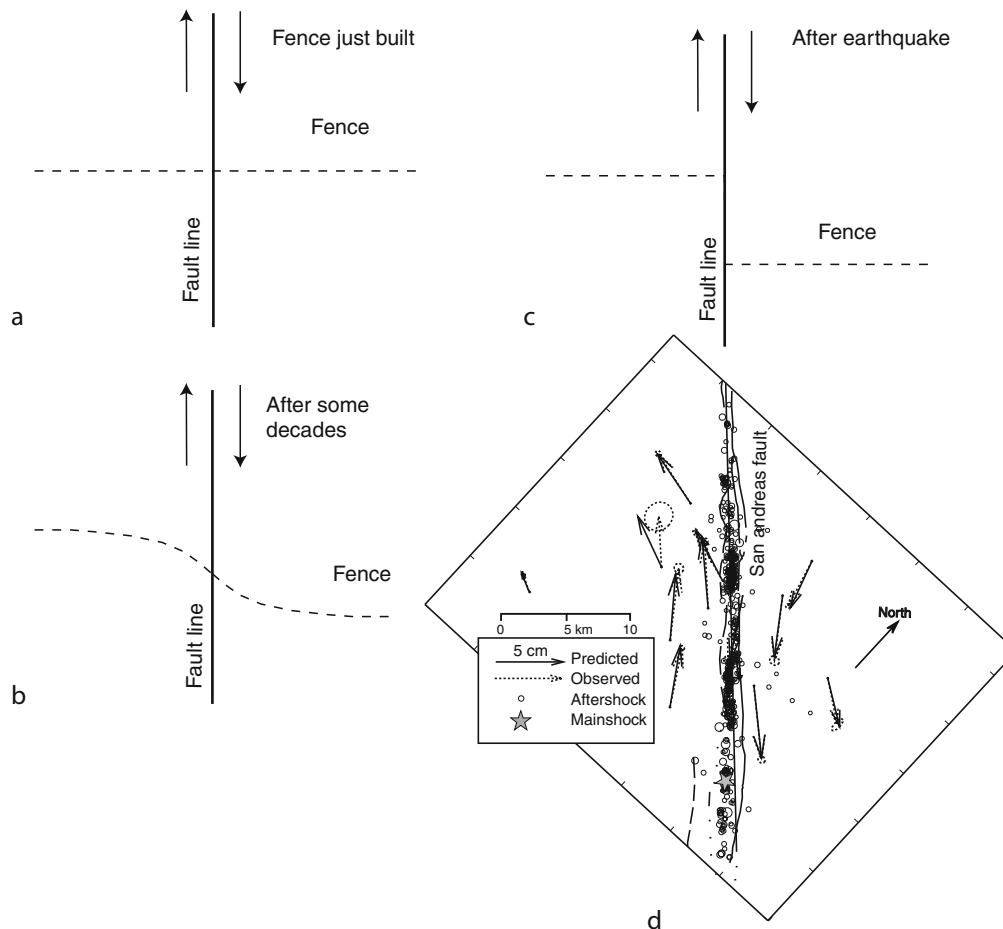 Fence just built
Fence
Fault line
a
After earthquake
Fence
Fault line
c
After some
decades
Fence
Fault line
b
San andreas fault
North
0 5 km 10
5 cm
Predicted
Observed
Aftershock
Mainshock
d